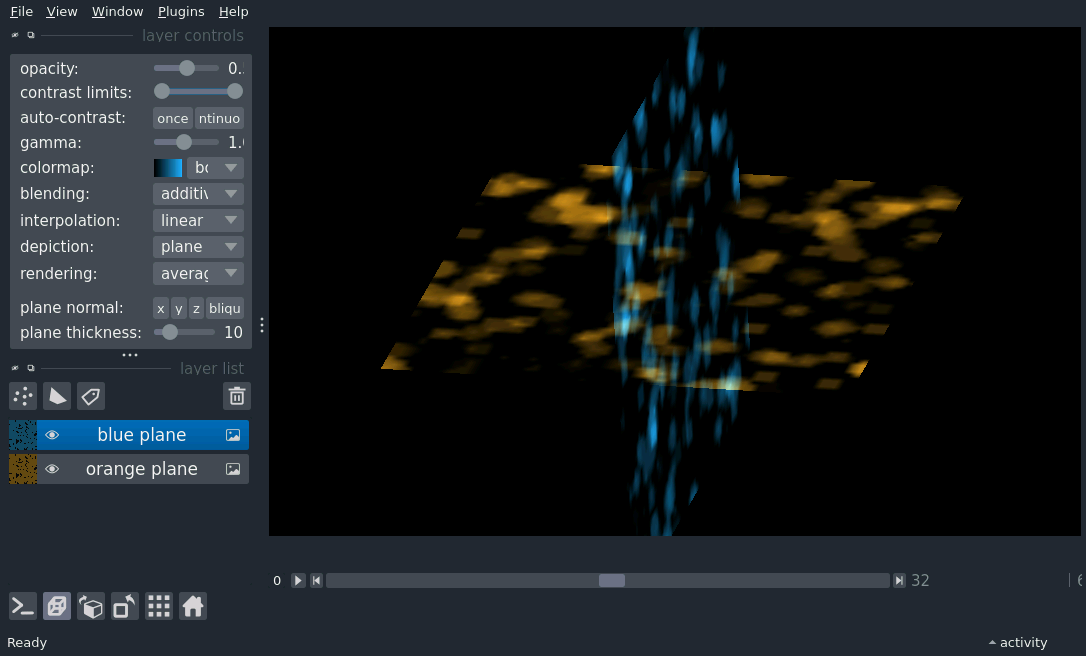 File View Window Plugins Help
layer controls
opacity: 0.
contrast limits:
auto-contrast: once ntinuo
gamma: 1.
colormap: bc
blending: additiv
interpolation: linear
depiction: plane
rendering: averag
plane normal: x y z bliqu
plane thickness: 10
layer list
blue plane
orange plane
0 32
Ready activity